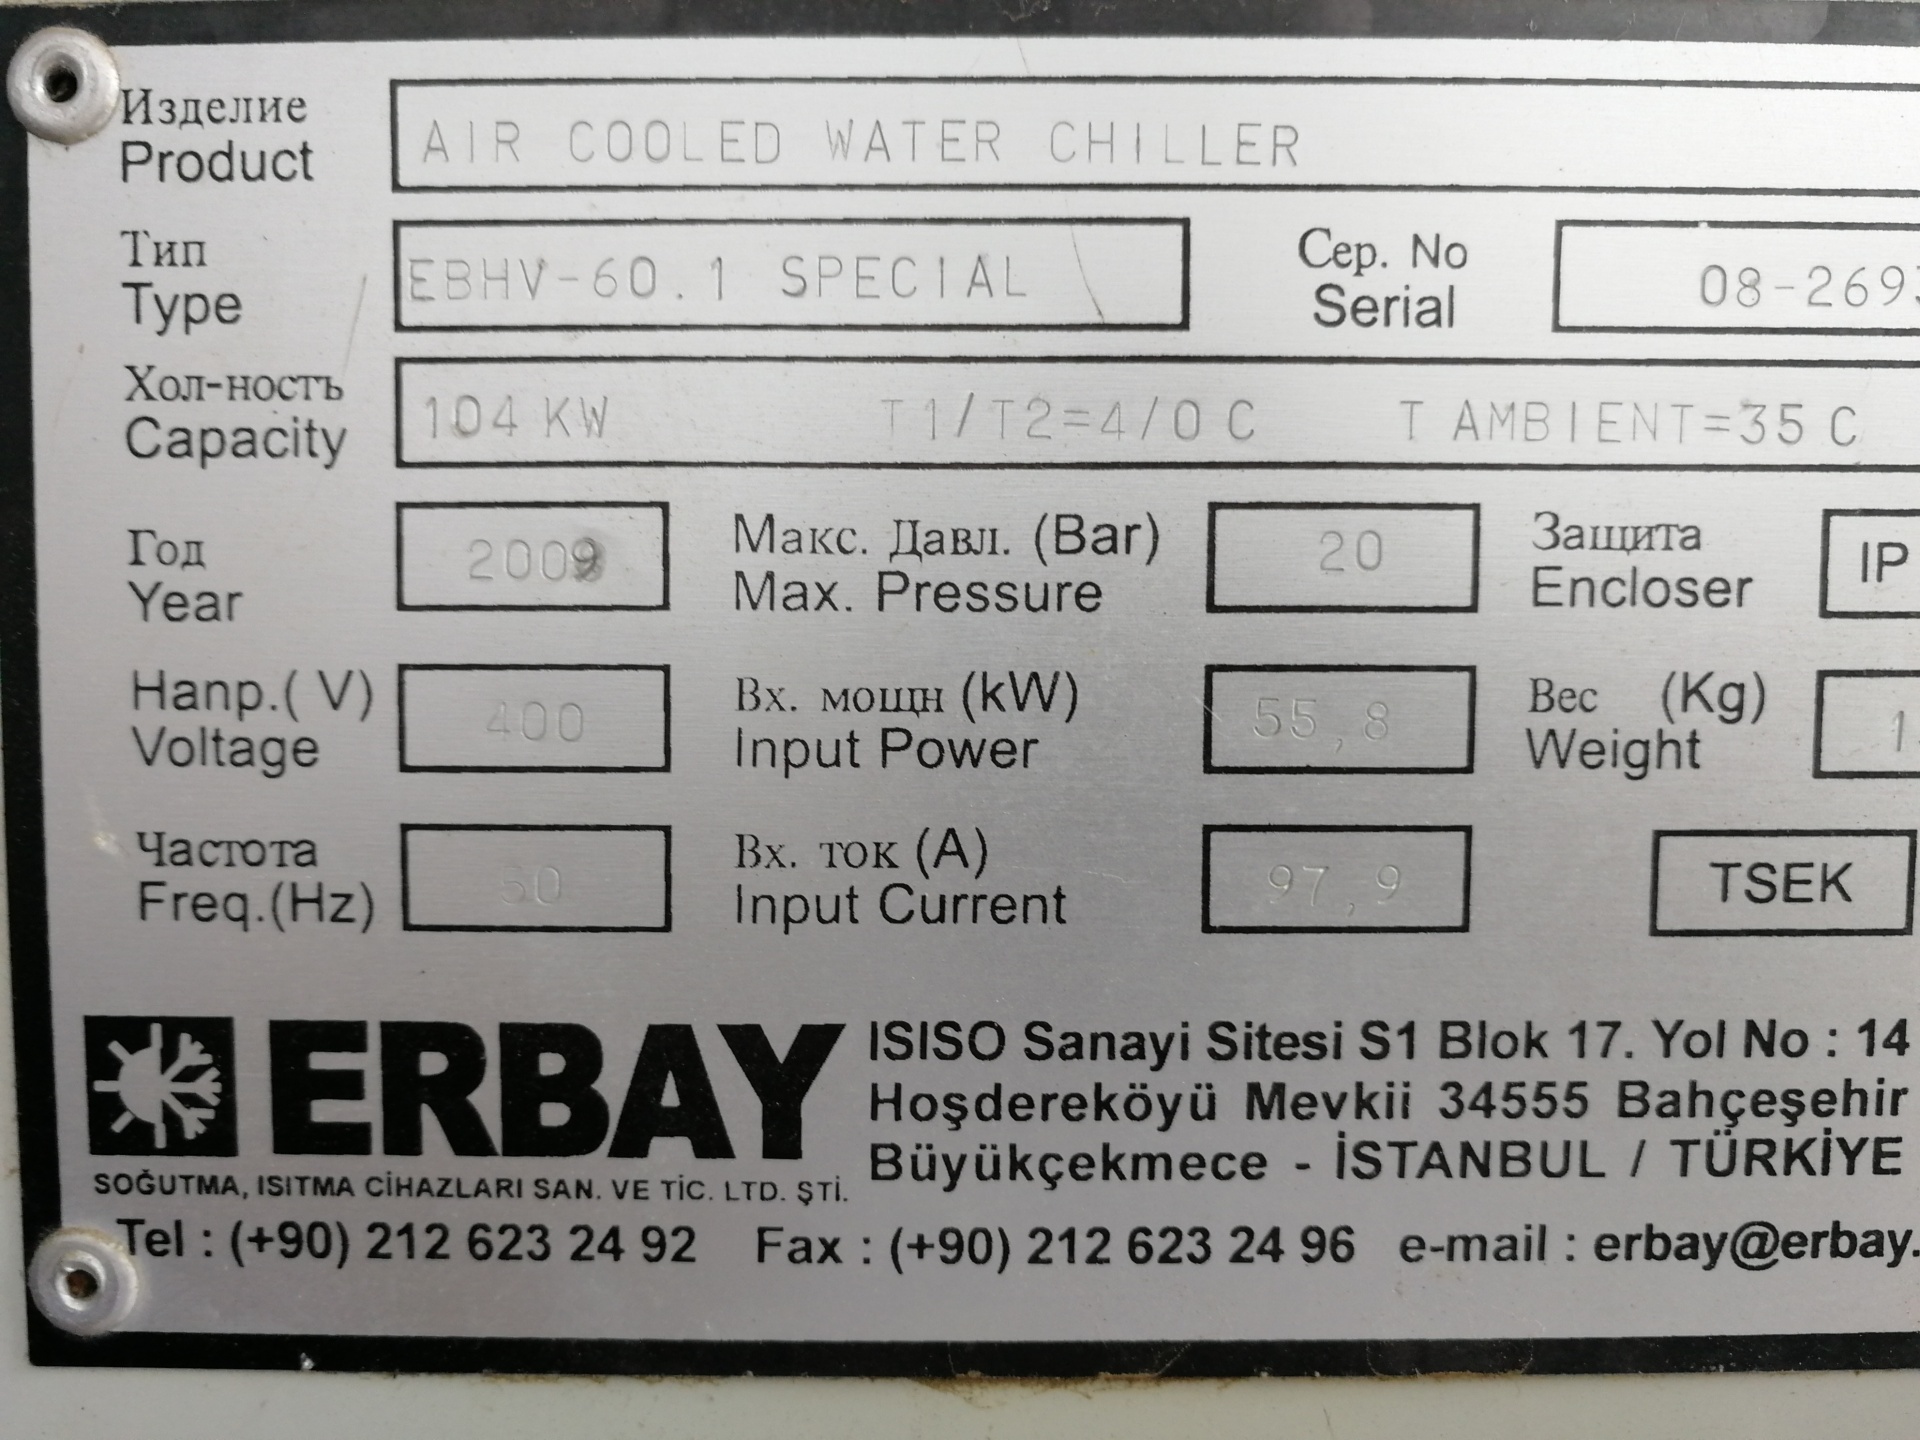 Изделие
Product
AIR COOLED WATER CHILLER
Тип
Type
EBHV-60.1 SPECIAL
Сер. No
Serial
08-2693
Хол-ность
Capacity
104 KW T1/T2=4/0 C T AMBIENT=35 C
Год
Year
2009
Макс. Давл. (Bar)
Max. Pressure
20
Защита
Encloser
IP
Напр.( V)
Voltage
400
Вх. мощн (kW)
Input Power
55,8
Вес (Kg)
Weight
1
Частота
Freq.(Hz)
50
Вх. ток (A)
Input Current
97,9
TSEK
ERBAY
SOĞUTMA, ISITMA CİHAZLARI SAN. VE TİC. LTD. ŞTİ.
ISISO Sanayi Sitesi S1 Blok 17. Yol No : 14
Hoşdereköyü Mevkii 34555 Bahçeşehir
Büyükçekmece - İSTANBUL / TÜRKİYE
Tel : (+90) 212 623 24 92 Fax : (+90) 212 623 24 96 e-mail : erbay@erbay.